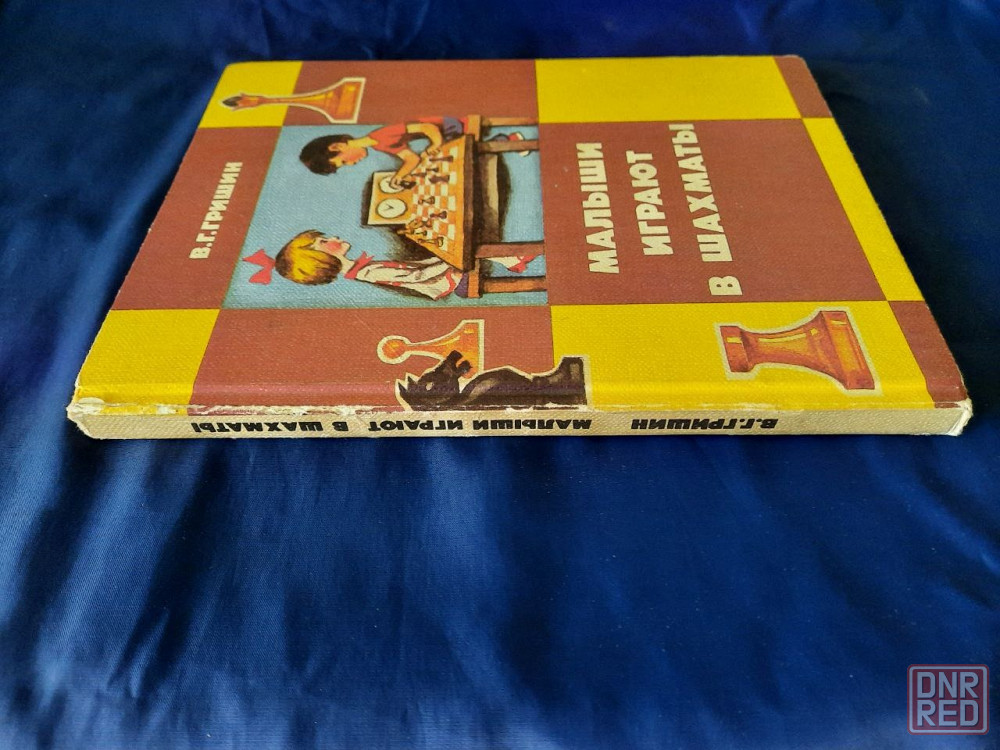 В.Г.ГРИШИН
МАЛЫШИ
ИГРАЮТ
В ШАХМАТЫ
В.Г.ГРИШИН МАЛЫШИ ИГРАЮТ В ШАХМАТЫ
DNR
RED